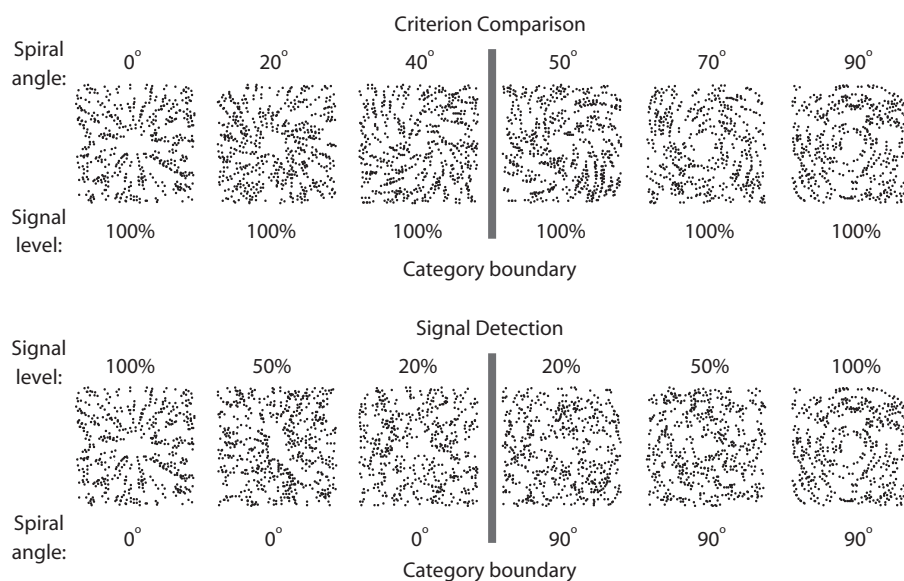 Criterion Comparison
Spiral angle: 0° 20° 40° 50° 70° 90°
Signal level: 100% 100% 100% 100% 100% 100%
Category boundary
Signal Detection
Signal level: 100% 50% 20% 20% 50% 100%
Spiral angle: 0° 0° 0° 90° 90° 90°
Category boundary